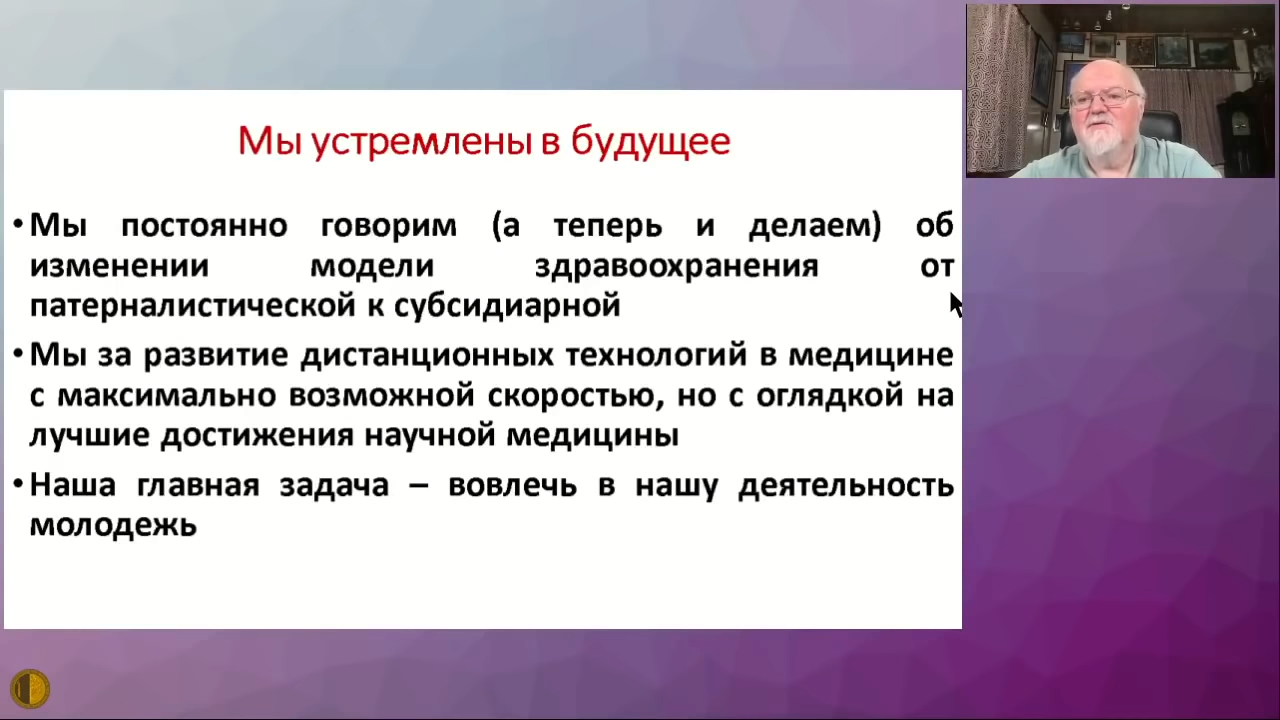 Мы устремлены в будущее
• Мы постоянно говорим (а теперь и делаем) об
изменении модели здравоохранения от
патерналистической к субсидиарной
• Мы за развитие дистанционных технологий в медицине
с максимально возможной скоростью, но с оглядкой на
лучшие достижения научной медицины
• Наша главная задача – вовлечь в нашу деятельность
молодежь